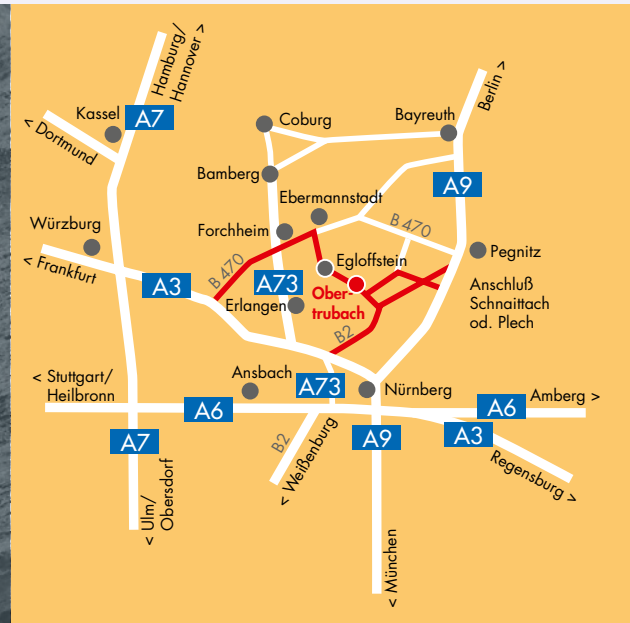 Hamburg/
Hannover >
Kassel
A7
< Dortmund
Coburg
Bayreuth
Berlin >
Bamberg
A9
Ebermannstadt
Würzburg
Forchheim
B 470
< Frankfurt
A3
B 470
A73
Egloffstein
Pegnitz
Erlangen
Ober-
trubach
Anschluß
Schnaittach
od. Plech
B2
< Stuttgart/
Heilbronn
Ansbach
A73
Nürnberg
Amberg >
A6
A6
A7
B2
< Weißenburg
A9
A3
Regensburg >
< Ulm/
Obersdorf
< München